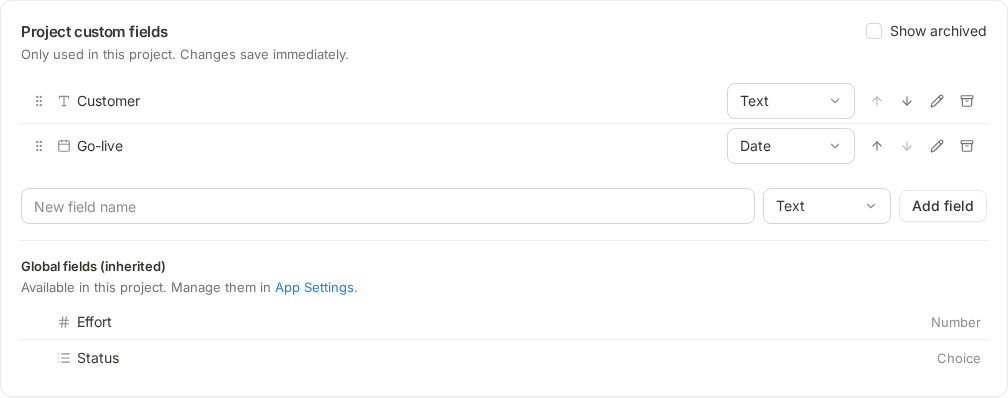 Project custom fields
Show archived
Only used in this project. Changes save immediately.
Customer
Text
Go-live
Date
New field name
Text
Add field
Global fields (inherited)
Available in this project. Manage them in App Settings.
Effort
Number
Status
Choice